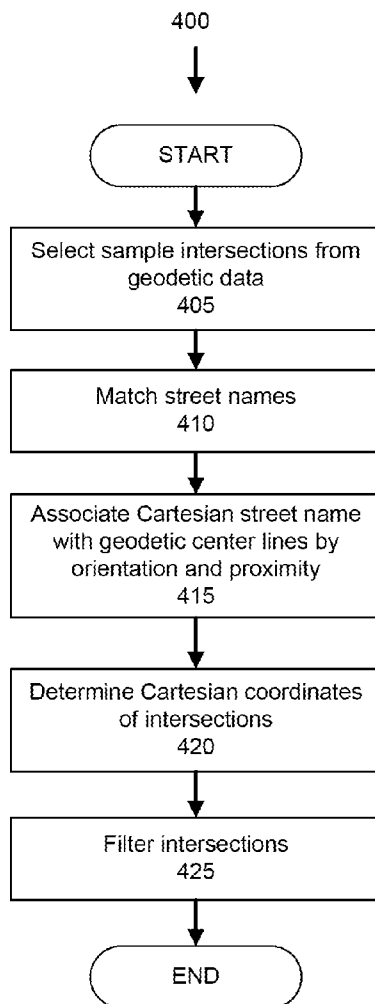 400
START
Select sample intersections from
geodetic data
405
Match street names
410
Associate Cartesian street name
with geodetic center lines by
orientation and proximity
415
Determine Cartesian coordinates
of intersections
420
Filter intersections
425
END